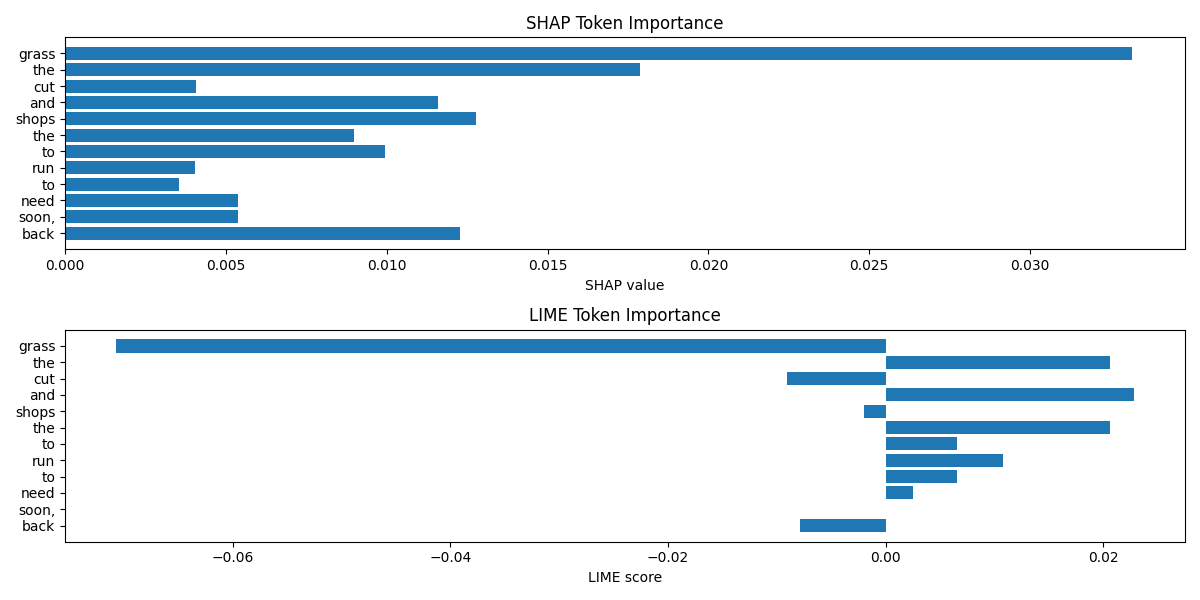 SHAP Token Importance
grass
the
cut
and
shops
the
to
run
to
need
soon,
back
0.000 0.005 0.010 0.015 0.020 0.025 0.030
SHAP value
LIME Token Importance
grass
the
cut
and
shops
the
to
run
to
need
soon,
back
−0.06 −0.04 −0.02 0.00 0.02
LIME score